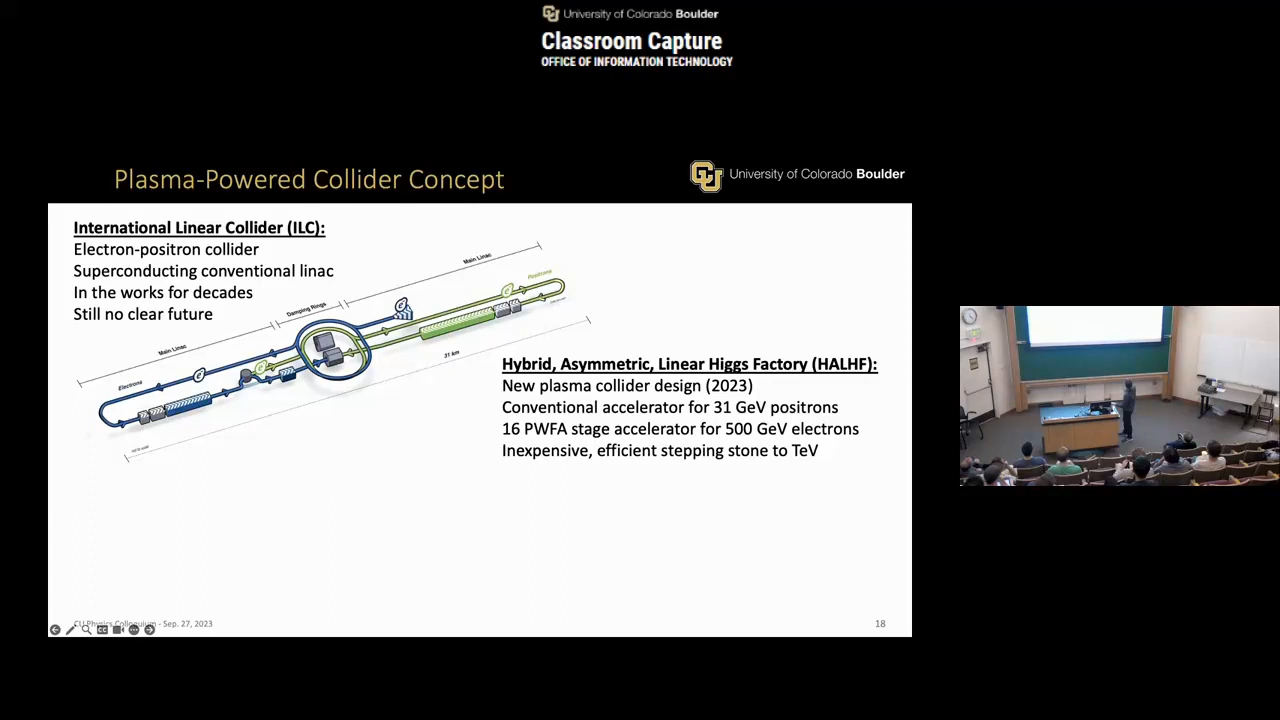 University of Colorado Boulder
Classroom Capture
OFFICE OF INFORMATION TECHNOLOGY
Plasma-Powered Collider Concept
University of Colorado Boulder
International Linear Collider (ILC):
Electron-positron collider
Superconducting conventional linac
In the works for decades
Still no clear future
Main Linac
Damping Rings
Main Linac
Electrons
Positrons
e-
e+
e-
e+
31 km
Hybrid, Asymmetric, Linear Higgs Factory (HALHF):
New plasma collider design (2023)
Conventional accelerator for 31 GeV positrons
16 PWFA stage accelerator for 500 GeV electrons
Inexpensive, efficient stepping stone to TeV
CU Physics Colloquium - Sep. 27, 2023
18